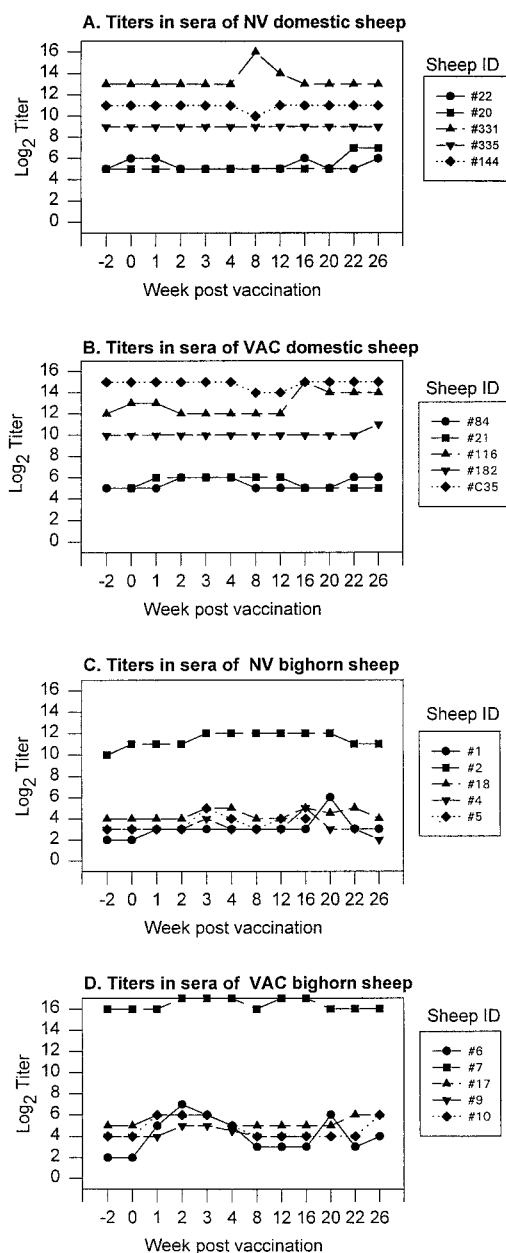 A. Titers in sera of NV domestic sheep
16
14
12
10
8
6
4
2
0
Log2 Titer
-2 0 1 2 3 4 8 12 16 20 22 26
Week post vaccination
Sheep ID
#22
#20
#331
#335
#144
B. Titers in sera of VAC domestic sheep
16
14
12
10
8
6
4
2
0
Log2 Titer
-2 0 1 2 3 4 8 12 16 20 22 26
Week post vaccination
Sheep ID
#84
#21
#116
#182
#C35
C. Titers in sera of NV bighorn sheep
16
14
12
10
8
6
4
2
0
Log2 Titer
-2 0 1 2 3 4 8 12 16 20 22 26
Week post vaccination
Sheep ID
#1
#2
#18
#4
#5
D. Titers in sera of VAC bighorn sheep
16
14
12
10
8
6
4
2
0
Log2 Titer
-2 0 1 2 3 4 8 12 16 20 22 26
Week post vaccination
Sheep ID
#6
#7
#17
#9
#10